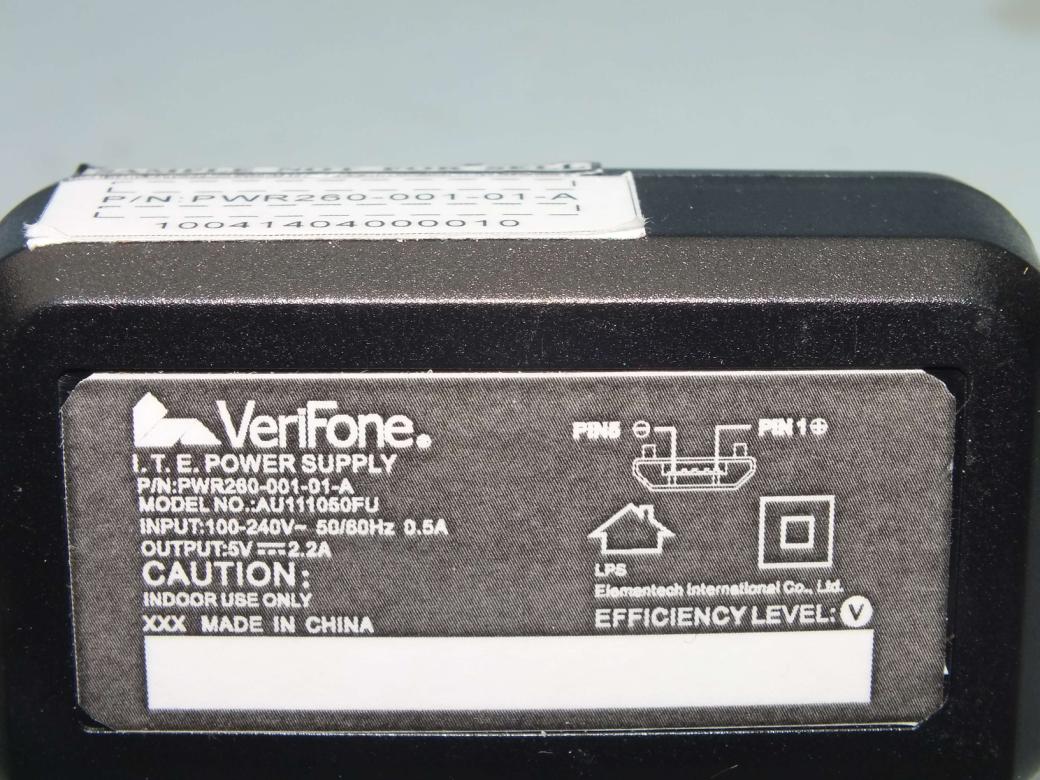 P/N:PWR260-001-01-A
10041404000010
VeriFone.
I. T. E. POWER SUPPLY
P/N:PWR260-001-01-A
MODEL NO.:AU111050FU
INPUT:100-240V~ 50/60Hz 0.5A
OUTPUT:5V⎓2.2A
CAUTION:
INDOOR USE ONLY
XXX MADE IN CHINA
PIN5 ⊖ PIN 1⊕
LPS
Elementech International Co., Ltd.
EFFICIENCY LEVEL: V